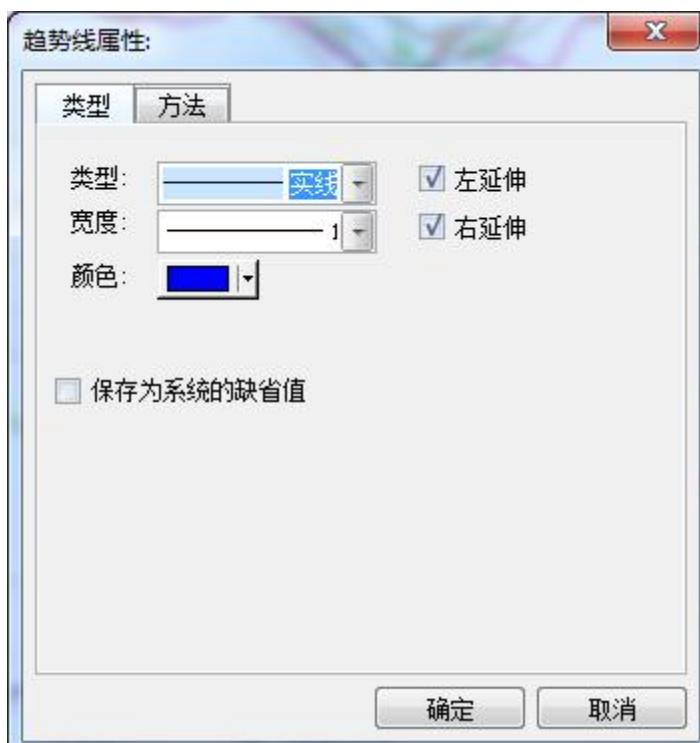 趋势线属性:
类型 方法
类型: 实线 左延伸
宽度: 1 右延伸
颜色:
保存为系统的缺省值
确定 取消